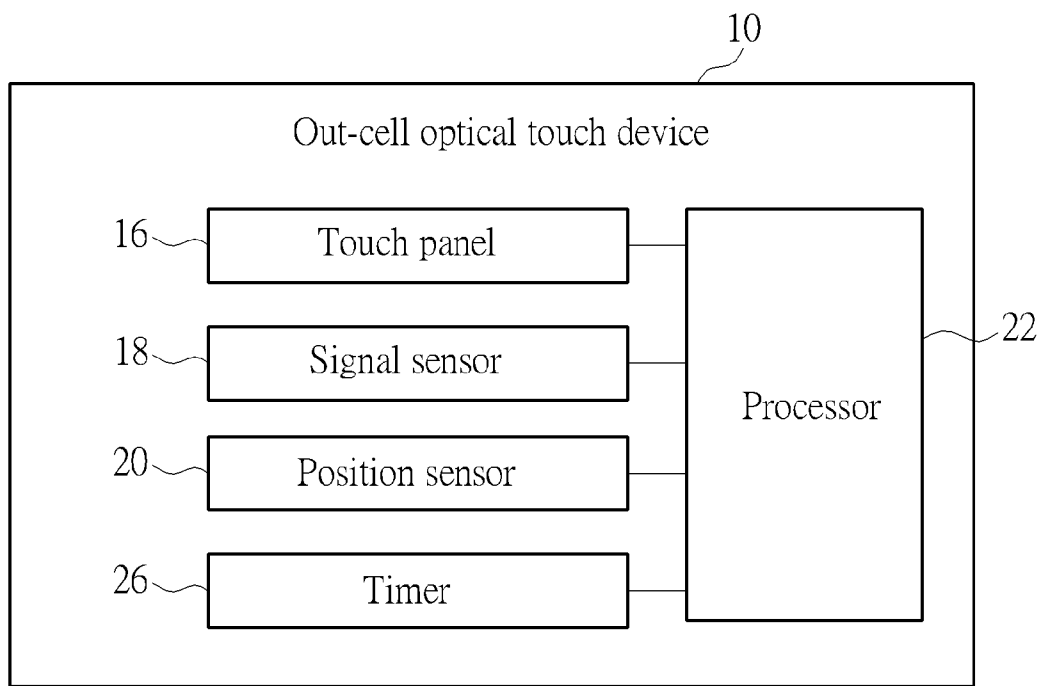 10
Out-cell optical touch device
16
Touch panel
18
Signal sensor
22
Processor
20
Position sensor
26
Timer